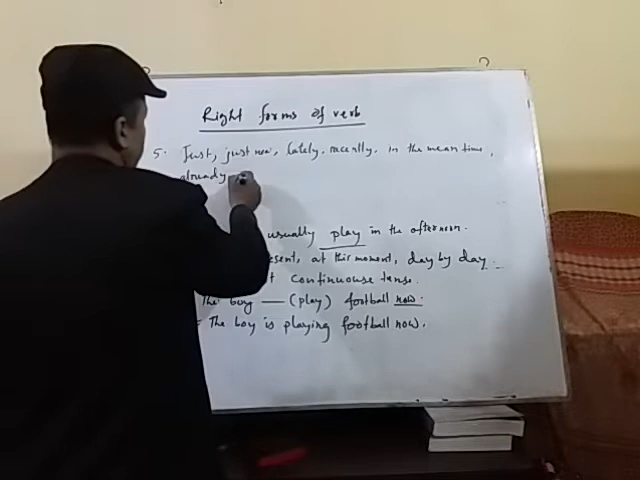 Right forms of verb
5. Just, just now, lately, recently, in the mean time,
already
usually play in the afternoon.
esent, at this moment, day by day
t continuouse tense.
The boy — (play) football now.
= The boy is playing football now.